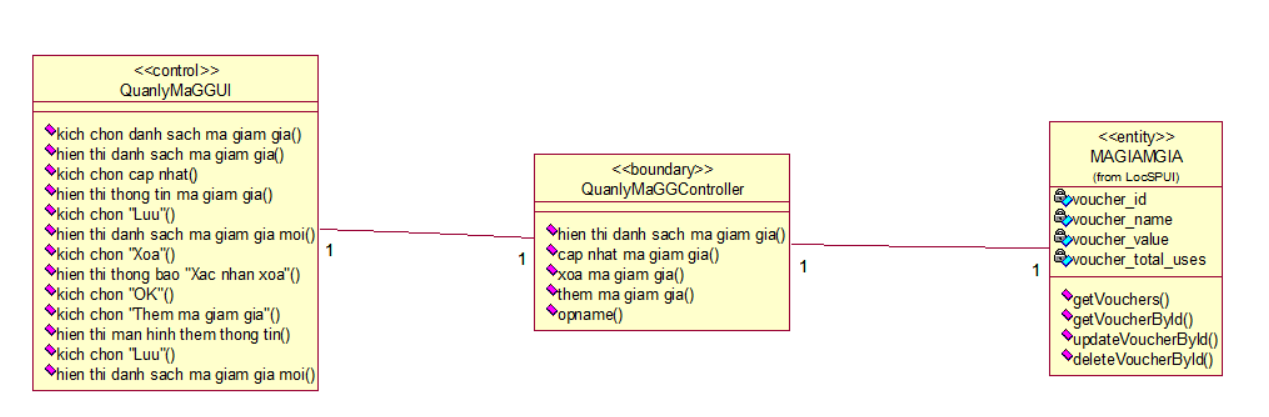 <<control>>
QuanlyMaGGUI
kich chon danh sach ma giam gia()
hien thi danh sach ma giam gia()
kich chon cap nhat()
hien thi thong tin ma giam gia()
kich chon "Luu"()
hien thi danh sach ma giam gia moi()
kich chon "Xoa"()
hien thi thong bao "Xac nhan xoa"()
kich chon "OK"()
kich chon "Them ma giam gia"()
hien thi man hinh them thong tin()
kich chon "Luu"()
hien thi danh sach ma giam gia moi()
1
1
<<boundary>>
QuanlyMaGGController
hien thi danh sach ma giam gia()
cap nhat ma giam gia()
xoa ma giam gia()
them ma giam gia()
opname()
1
1
<<entity>>
MAGIAMGIA
(from LocSPUI)
voucher_id
voucher_name
voucher_value
voucher_total_uses
getVouchers()
getVoucherById()
updateVoucherById()
deleteVoucherById()